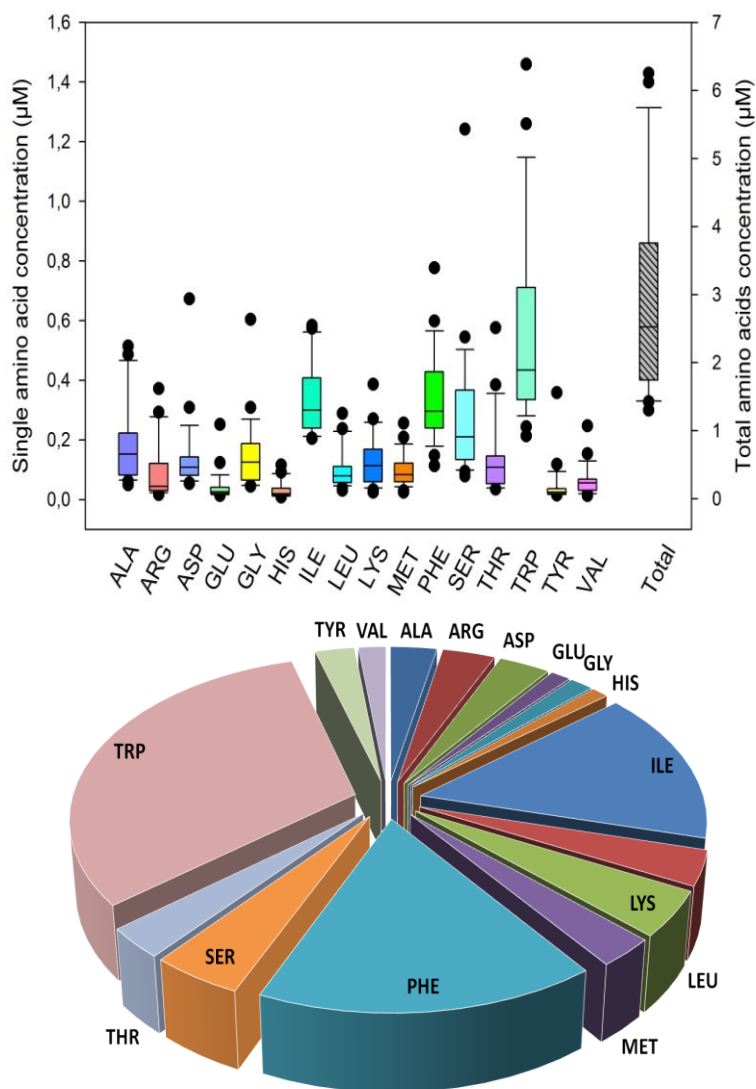 Single amino acid concentration (µM)
1,6
1,4
1,2
1,0
0,8
0,6
0,4
0,2
0,0
7
6
5
4
3
2
1
0
Total amino acids concentration (µM)
ALA
ARG
ASP
GLU
GLY
HIS
ILE
LEU
LYS
MET
PHE
SER
THR
TRP
TYR
VAL
Total
TYR
VAL
ALA
ARG
ASP
GLU
GLY
HIS
TRP
ILE
LYS
SER
PHE
LEU
THR
MET